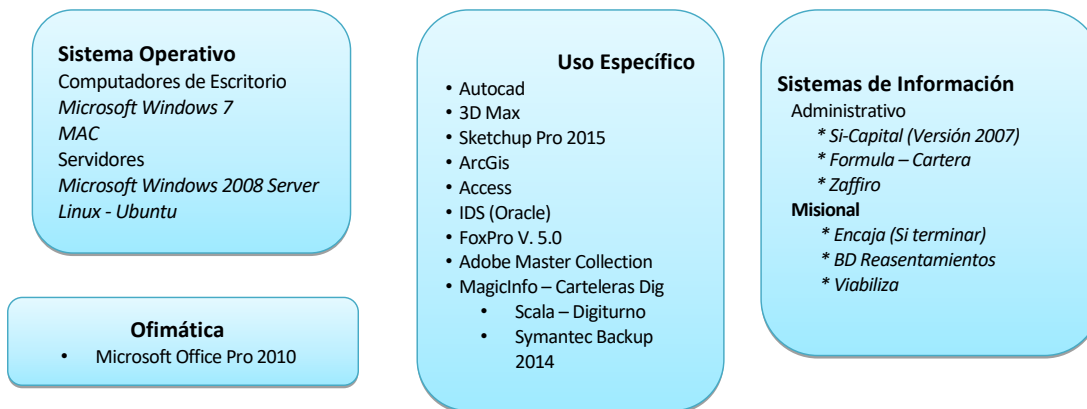 Sistema Operativo
Computadores de Escritorio
Microsoft Windows 7
MAC
Servidores
Microsoft Windows 2008 Server
Linux - Ubuntu
Ofimática
• Microsoft Office Pro 2010
Uso Específico
• Autocad
• 3D Max
• Sketchup Pro 2015
• ArcGis
• Access
• IDS (Oracle)
• FoxPro V. 5.0
• Adobe Master Collection
• MagicInfo – Carteleras Dig
• Scala – Digiturno
• Symantec Backup
2014
Sistemas de Información
Administrativo
* Si-Capital (Versión 2007)
* Formula – Cartera
* Zaffiro
Misional
* Encaja (Si terminar)
* BD Reasentamientos
* Viabiliza